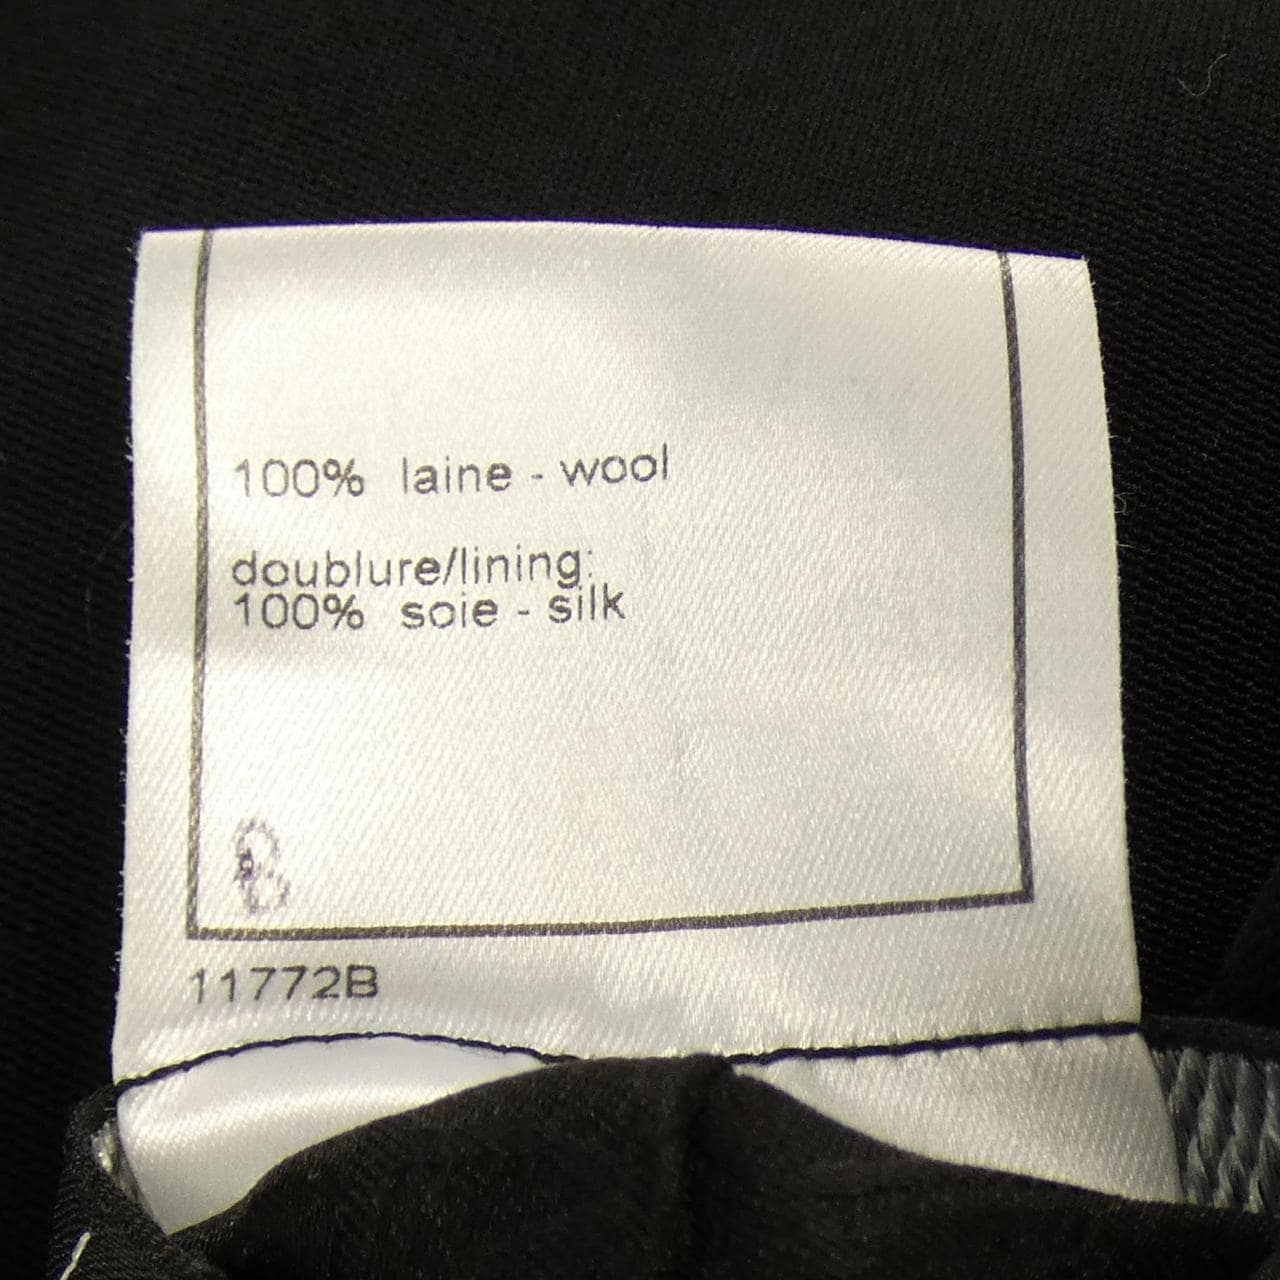 100% laine - wool
doublure/lining:
100% soie - silk
11772B